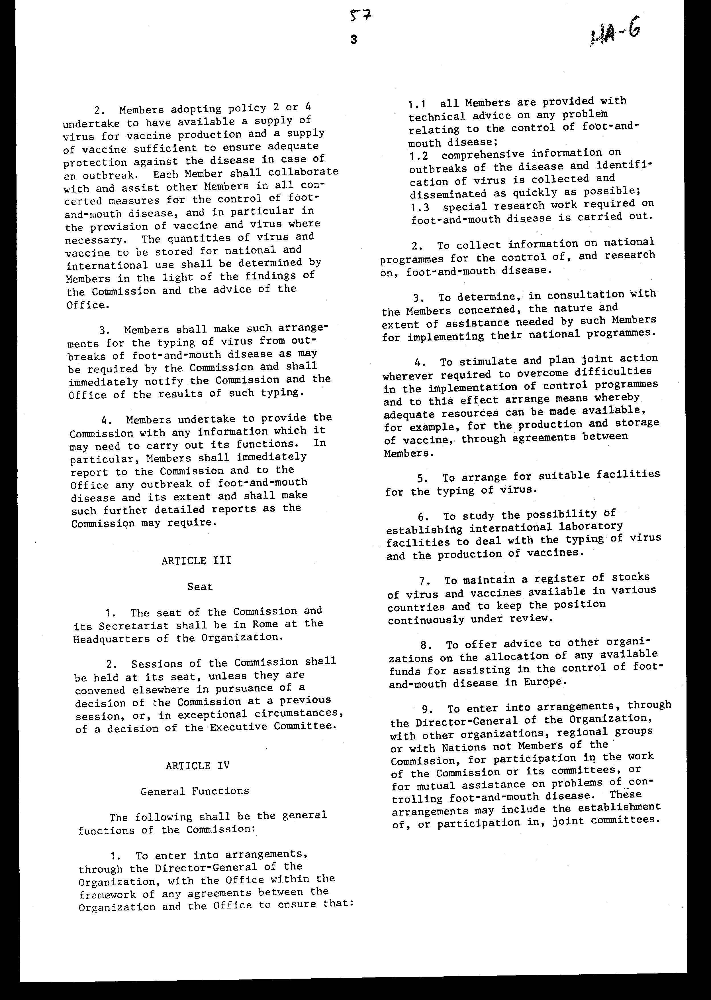 57
3
HA-6
2. Members adopting policy 2 or 4
undertake to have available a supply of
virus for vaccine production and a supply
of vaccine sufficient to ensure adequate
protection against the disease in case of
an outbreak. Each Member shall collaborate
with and assist other Members in all con-
certed measures for the control of foot-
and-mouth disease, and in particular in
the provision of vaccine and virus where
necessary. The quantities of virus and
vaccine to be stored for national and
international use shall be determined by
Members in the light of the findings of
the Commission and the advice of the
Office.
3. Members shall make such arrange-
ments for the typing of virus from out-
breaks of foot-and-mouth disease as may
be required by the Commission and shall
immediately notify the Commission and the
Office of the results of such typing.
4. Members undertake to provide the
Commission with any information which it
may need to carry out its functions. In
particular, Members shall immediately
report to the Commission and to the
Office any outbreak of foot-and-mouth
disease and its extent and shall make
such further detailed reports as the
Commission may require.
ARTICLE III
Seat
1. The seat of the Commission and
its Secretariat shall be in Rome at the
Headquarters of the Organization.
2. Sessions of the Commission shall
be held at its seat, unless they are
convened elsewhere in pursuance of a
decision of the Commission at a previous
session, or, in exceptional circumstances,
of a decision of the Executive Committee.
ARTICLE IV
General Functions
The following shall be the general
functions of the Commission:
1. To enter into arrangements,
through the Director-General of the
Organization, with the Office within the
framework of any agreements between the
Organization and the Office to ensure that:
1.1 all Members are provided with
technical advice on any problem
relating to the control of foot-and-
mouth disease;
1.2 comprehensive information on
outbreaks of the disease and identifi-
cation of virus is collected and
disseminated as quickly as possible;
1.3 special research work required on
foot-and-mouth disease is carried out.
2. To collect information on national
programmes for the control of, and research
on, foot-and-mouth disease.
3. To determine, in consultation with
the Members concerned, the nature and
extent of assistance needed by such Members
for implementing their national programmes.
4. To stimulate and plan joint action
wherever required to overcome difficulties
in the implementation of control programmes
and to this effect arrange means whereby
adequate resources can be made available,
for example, for the production and storage
of vaccine, through agreements between
Members.
5. To arrange for suitable facilities
for the typing of virus.
6. To study the possibility of
establishing international laboratory
facilities to deal with the typing of virus
and the production of vaccines.
7. To maintain a register of stocks
of virus and vaccines available in various
countries and to keep the position
continuously under review.
8. To offer advice to other organi-
zations on the allocation of any available
funds for assisting in the control of foot-
and-mouth disease in Europe.
9. To enter into arrangements, through
the Director-General of the Organization,
with other organizations, regional groups
or with Nations not Members of the
Commission, for participation in the work
of the Commission or its committees, or
for mutual assistance on problems of con-
trolling foot-and-mouth disease. These
arrangements may include the establishment
of, or participation in, joint committees.